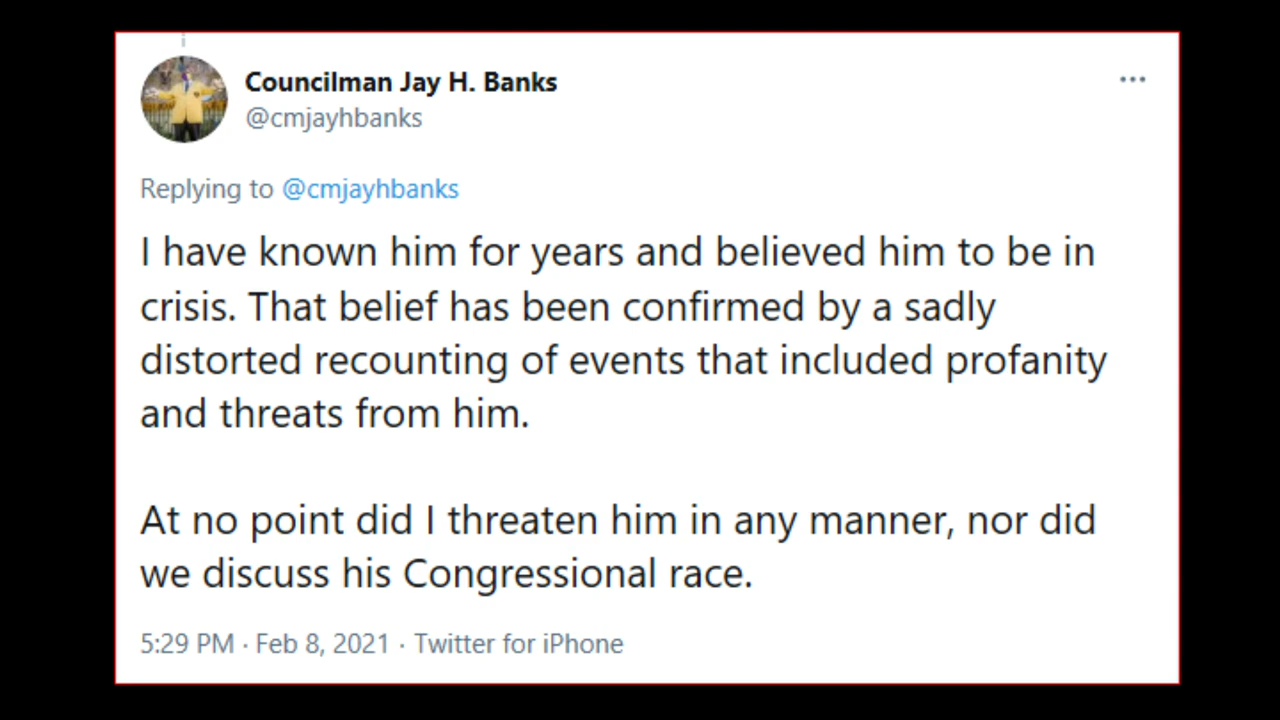 Councilman Jay H. Banks
@cmjayhbanks
Replying to @cmjayhbanks
I have known him for years and believed him to be in
crisis. That belief has been confirmed by a sadly
distorted recounting of events that included profanity
and threats from him.
At no point did I threaten him in any manner, nor did
we discuss his Congressional race.
5:29 PM · Feb 8, 2021 · Twitter for iPhone